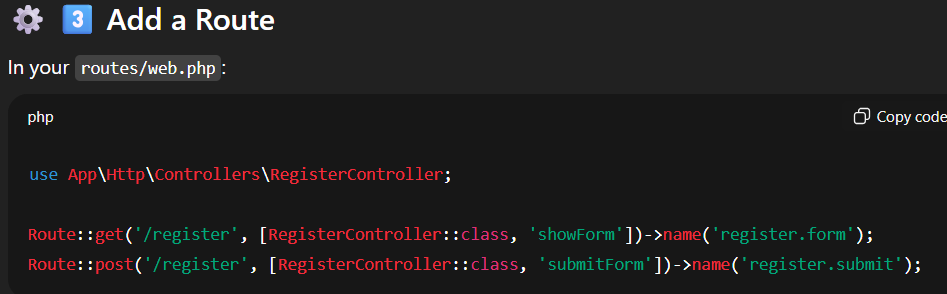 ⚙️ 3️⃣ Add a Route
In your routes/web.php:
php
Copy code
use App\Http\Controllers\RegisterController;
Route::get('/register', [RegisterController::class, 'showForm'])->name('register.form');
Route::post('/register', [RegisterController::class, 'submitForm'])->name('register.submit');